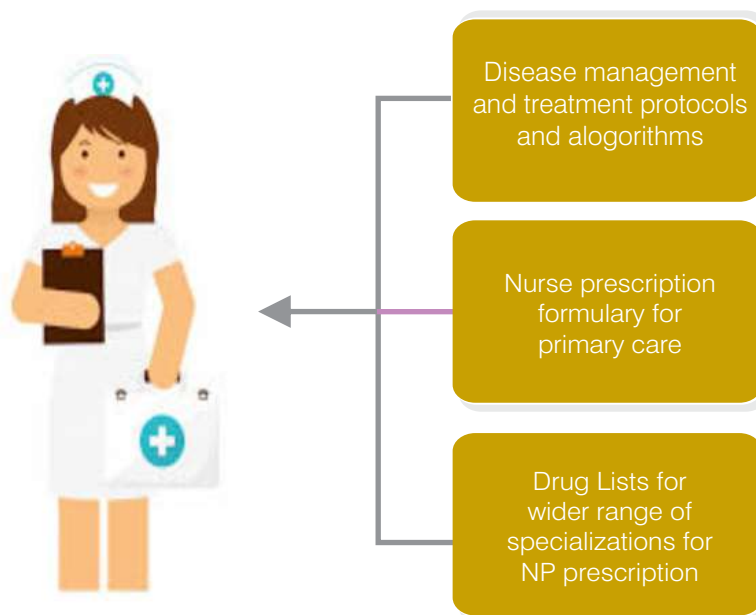 Disease management
and treatment protocols
and alogorithms
Nurse prescription
formulary for
primary care
Drug Lists for
wider range of
specializations for
NP prescription